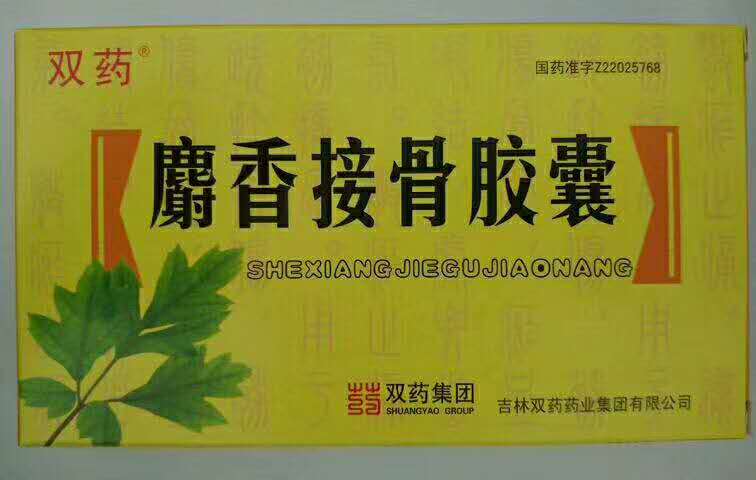 双药®
国药准字Z22025768
麝香接骨胶囊
SHEXIANGJIEGUJIAONANG
双药集团
SHUANGYAO GROUP
吉林双药药业集团有限公司